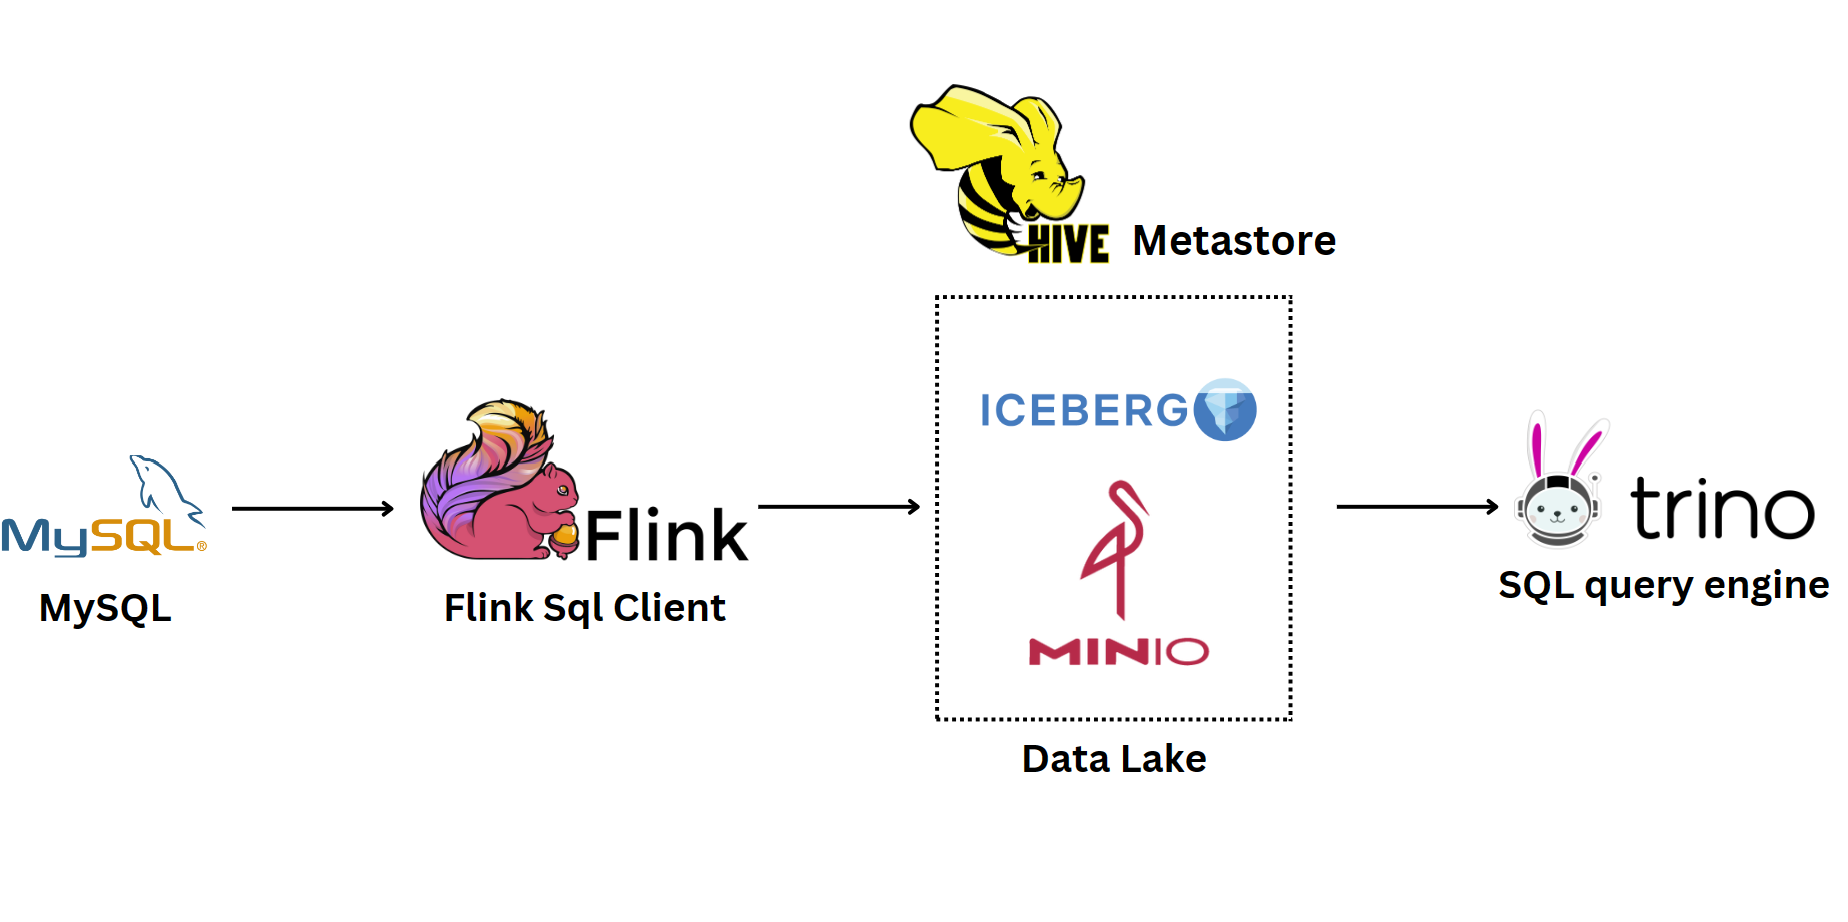 HIVE Metastore
ICEBERG
MINIO
Data Lake
MySQL®
MySQL
Flink
Flink Sql Client
trino
SQL query engine